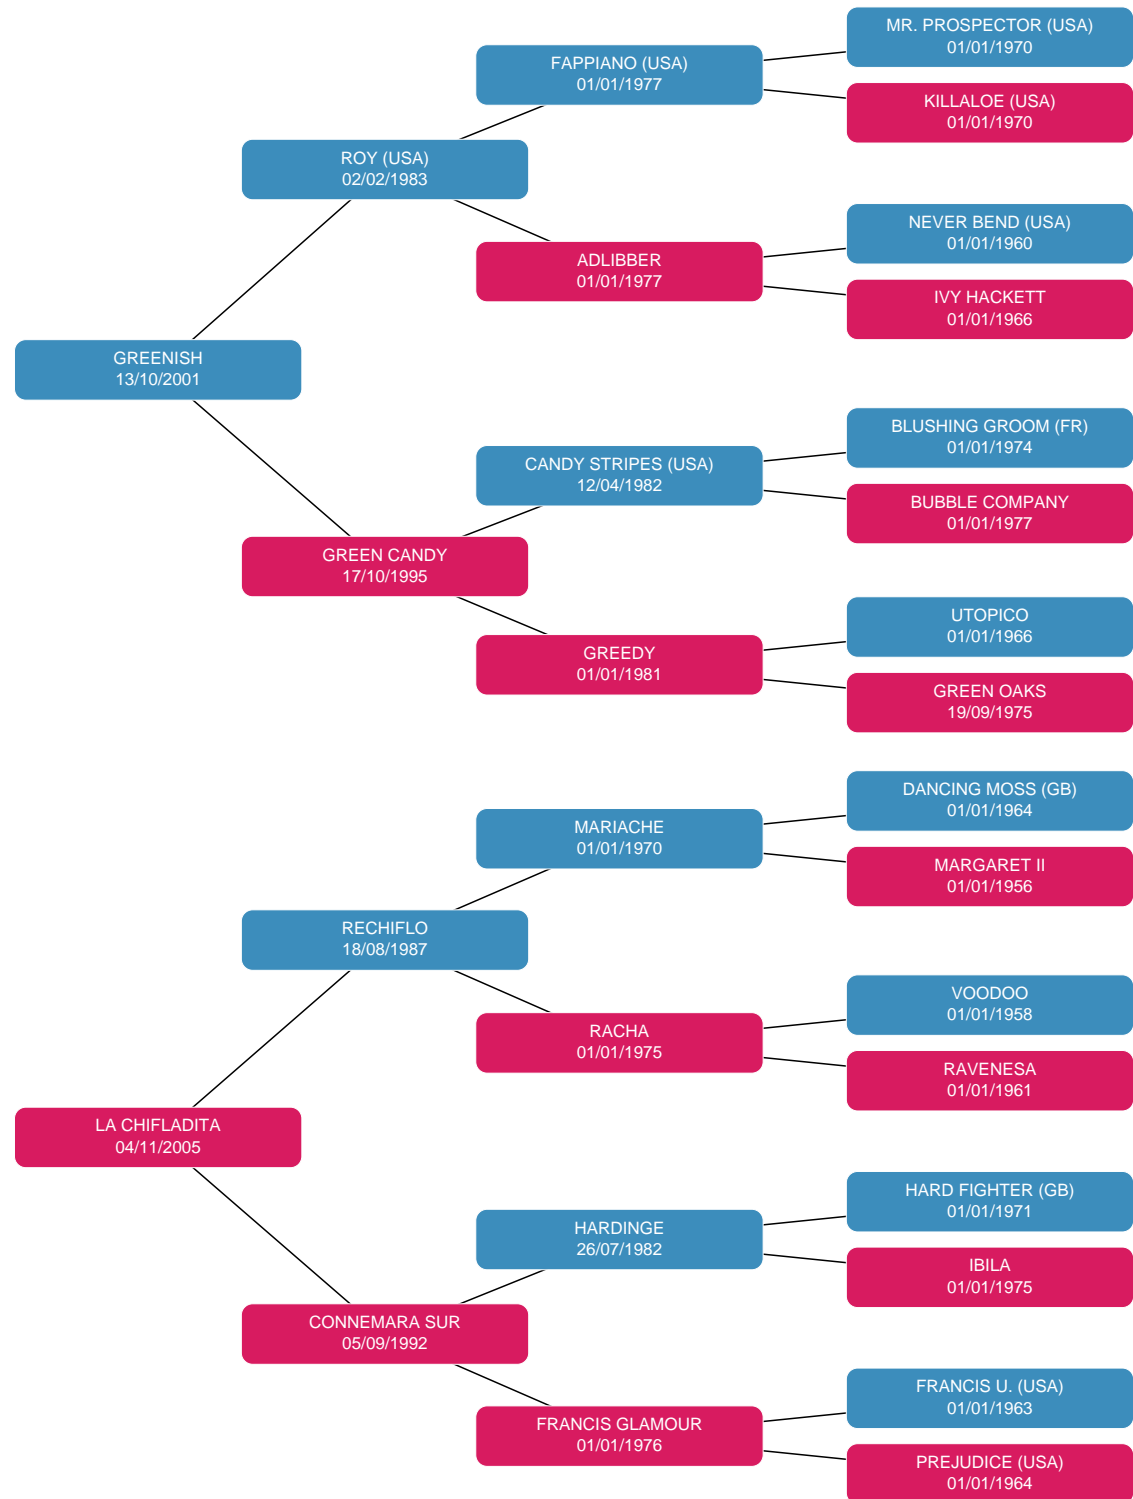 MR. PROSPECTOR (USA)
01/01/1970
FAPPIANO (USA)
01/01/1977
KILLALOE (USA)
01/01/1970
ROY (USA)
02/02/1983
NEVER BEND (USA)
01/01/1960
ADLIBBER
01/01/1977
IVY HACKETT
01/01/1966
GREENISH
13/10/2001
BLUSHING GROOM (FR)
01/01/1974
CANDY STRIPES (USA)
12/04/1982
BUBBLE COMPANY
01/01/1977
GREEN CANDY
17/10/1995
UTOPICO
01/01/1966
GREEDY
01/01/1981
GREEN OAKS
19/09/1975
DANCING MOSS (GB)
01/01/1964
MARIACHE
01/01/1970
MARGARET II
01/01/1956
RECHIFLO
18/08/1987
VOODOO
01/01/1958
RACHA
01/01/1975
RAVENESA
01/01/1961
LA CHIFLADITA
04/11/2005
HARD FIGHTER (GB)
01/01/1971
HARDINGE
26/07/1982
IBILA
01/01/1975
CONNEMARA SUR
05/09/1992
FRANCIS U. (USA)
01/01/1963
FRANCIS GLAMOUR
01/01/1976
PREJUDICE (USA)
01/01/1964